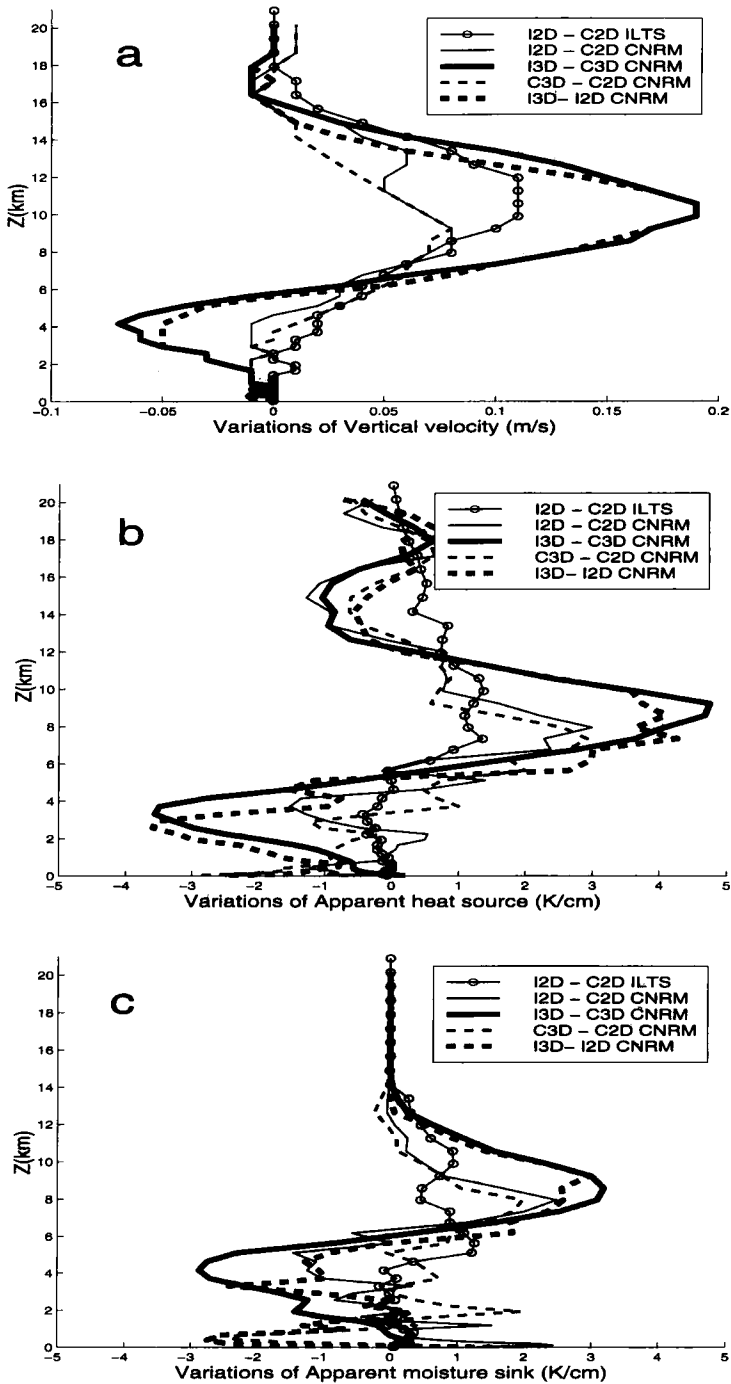 a
I2D – C2D ILTS
I2D – C2D CNRM
I3D – C3D CNRM
C3D – C2D CNRM
I3D– I2D CNRM
Z(km)
20
18
16
14
12
10
8
6
4
2
0
−0.1
−0.05
0
0.05
0.1
0.15
0.2
Variations of Vertical velocity (m/s)
b
I2D – C2D ILTS
I2D – C2D CNRM
I3D – C3D CNRM
C3D – C2D CNRM
I3D– I2D CNRM
Z(km)
20
18
16
14
12
10
8
6
4
2
0
−5
−4
−3
−2
−1
0
1
2
3
4
5
Variations of Apparent heat source (K/cm)
c
I2D – C2D ILTS
I2D – C2D CNRM
I3D – C3D CNRM
C3D – C2D CNRM
I3D– I2D CNRM
Z(km)
20
18
16
14
12
10
8
6
4
2
0
−5
−4
−3
−2
−1
0
1
2
3
4
5
Variations of Apparent moisture sink (K/cm)